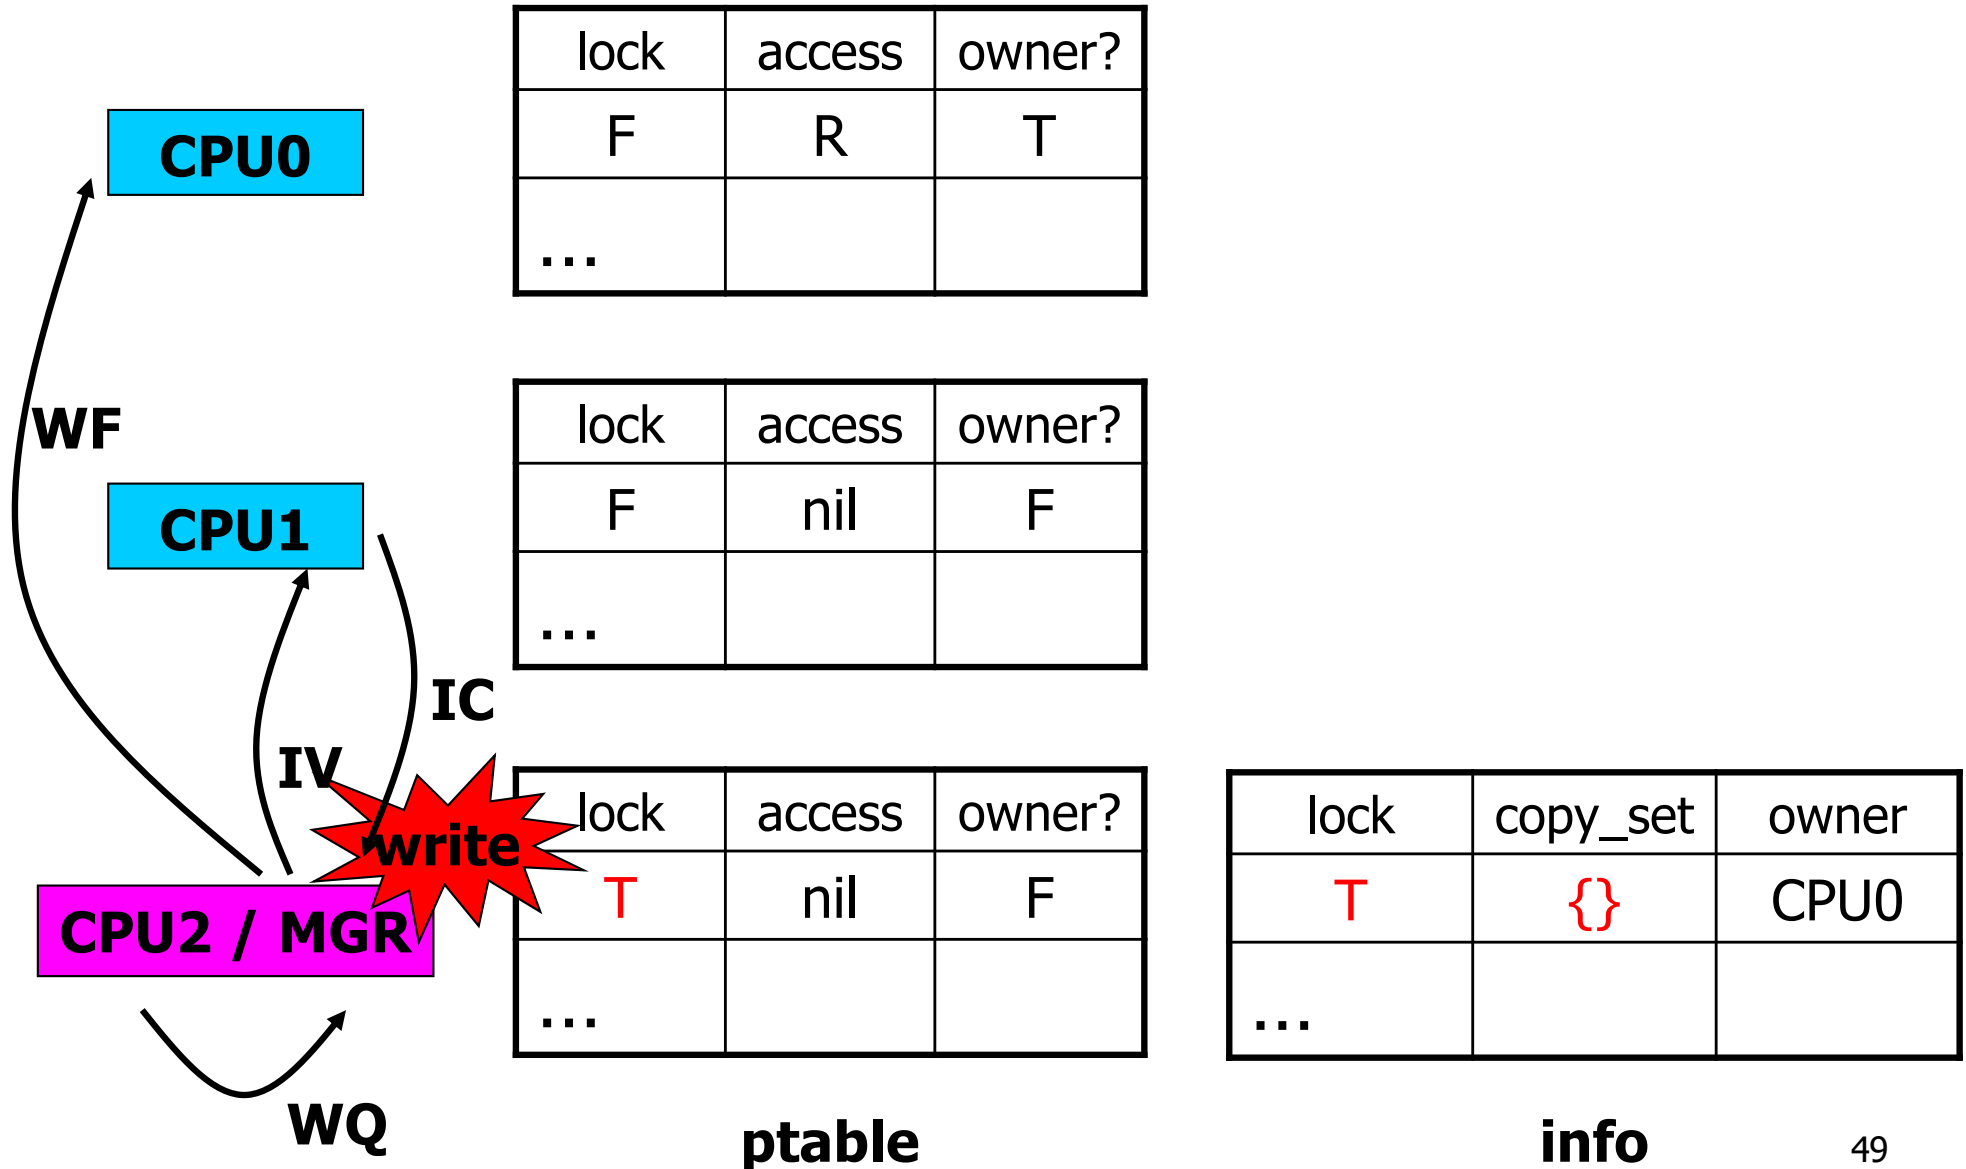 lock access owner?
CPU0
F R T
...
WF
lock access owner?
CPU1
F nil F
...
IC
IV
lock access owner?
write
T nil F
CPU2 / MGR
...
lock copy_set owner
T {} CPU0
...
WQ
ptable
info
49